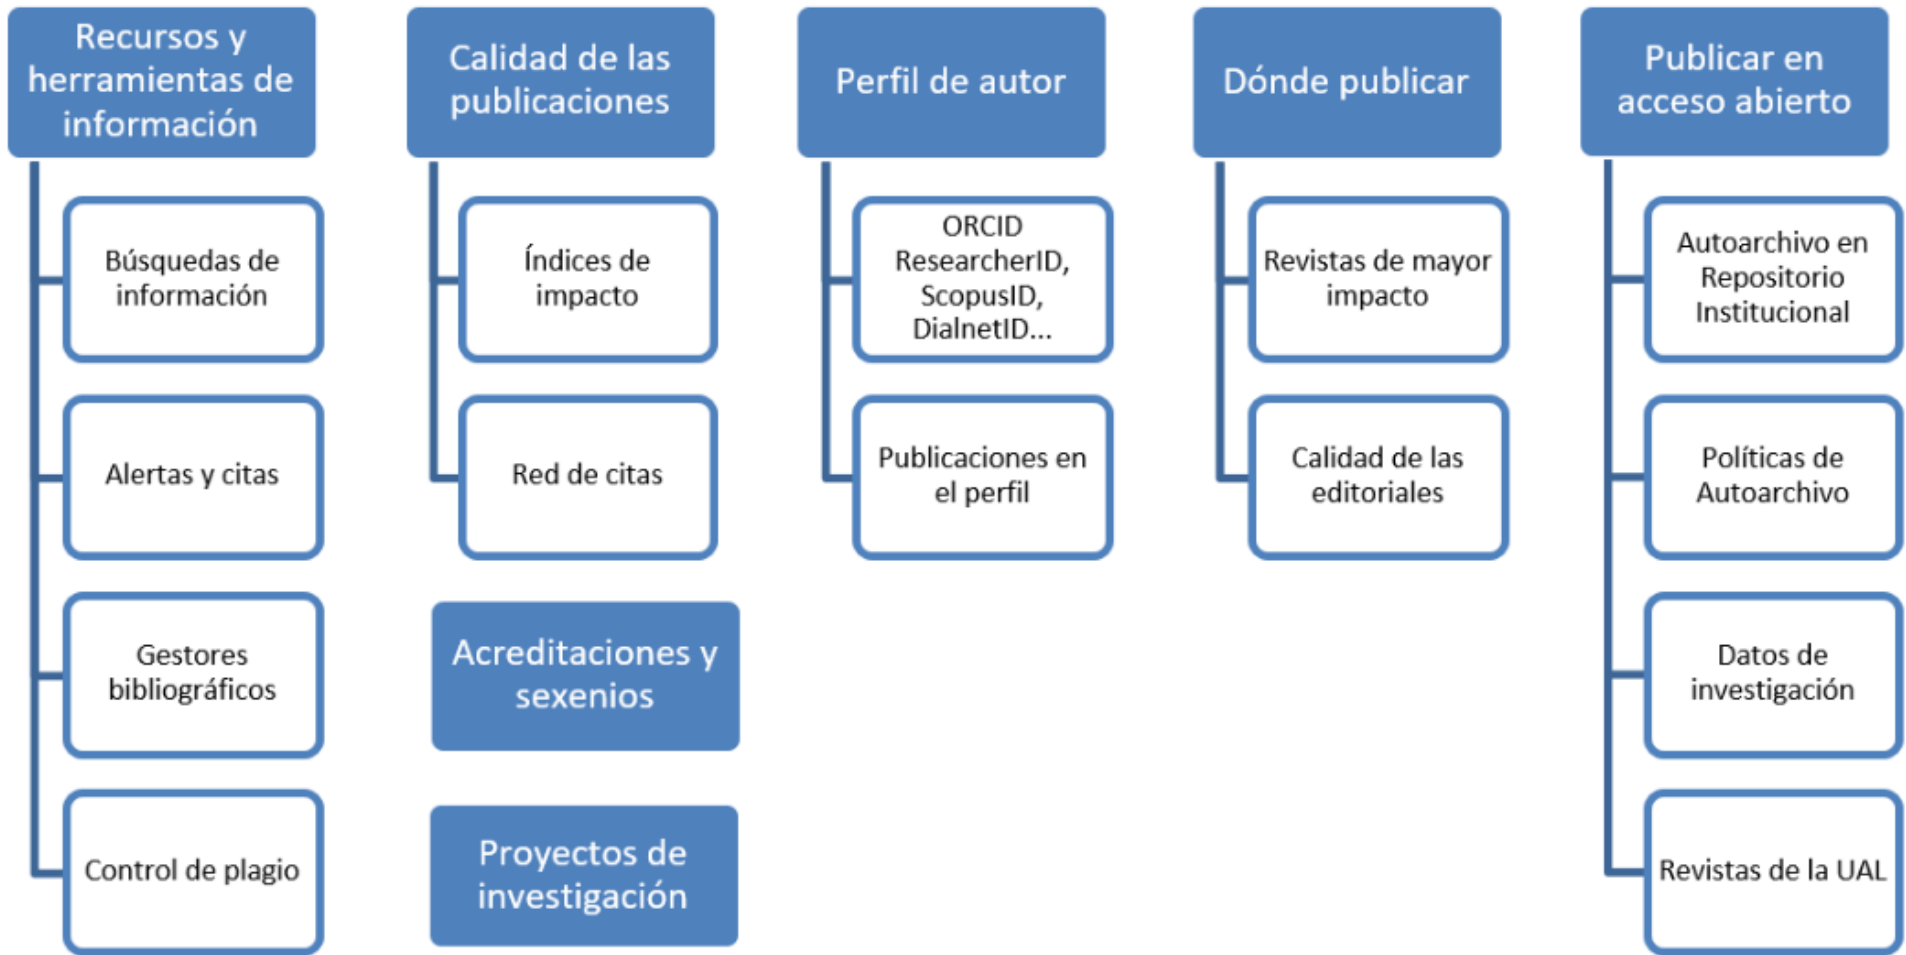 Recursos y
herramientas de
información
Búsquedas de
información
Alertas y citas
Gestores
bibliográficos
Control de plagio
Calidad de las
publicaciones
Índices de
impacto
Red de citas
Acreditaciones y
sexenios
Proyectos de
investigación
Perfil de autor
ORCID
ResearcherID,
ScopusID,
DialnetID...
Publicaciones en
el perfil
Dónde publicar
Revistas de mayor
impacto
Calidad de las
editoriales
Publicar en
acceso abierto
Autoarchivo en
Repositorio
Institucional
Políticas de
Autoarchivo
Datos de
investigación
Revistas de la UAL